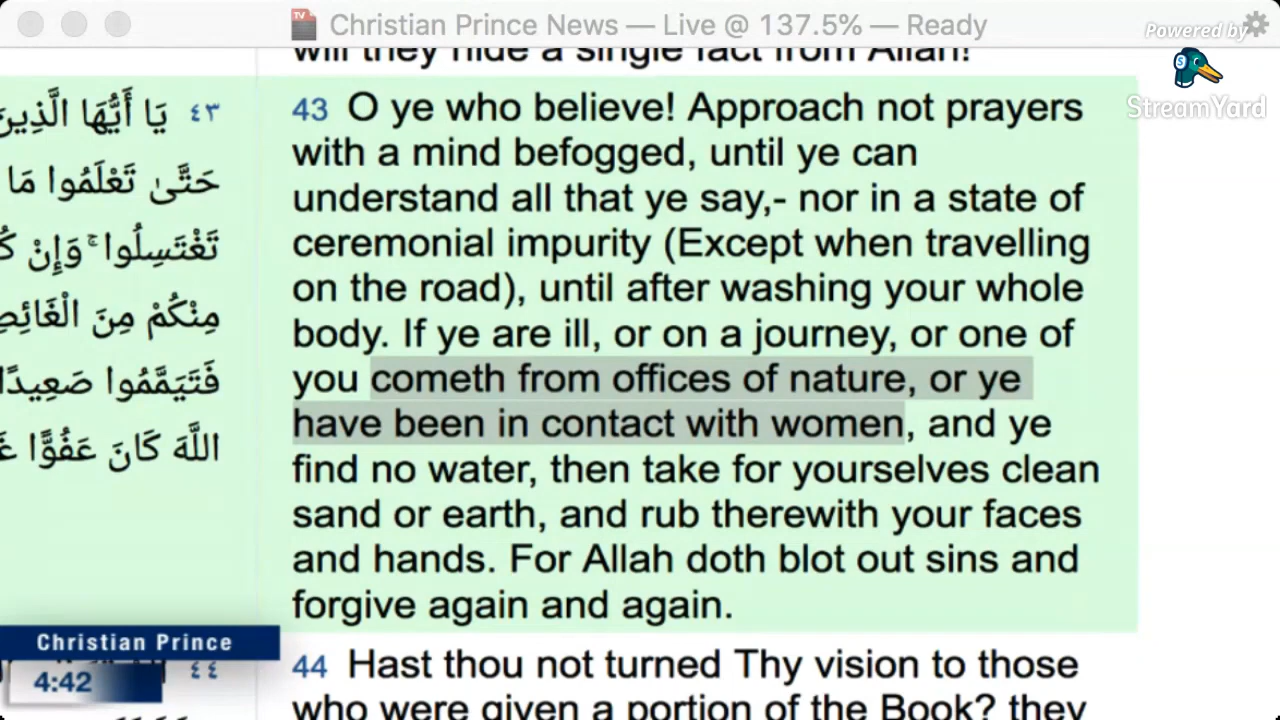 Christian Prince News — Live @ 137.5% — Ready
Powered by
StreamYard
will they hide a single fact from Allah!
43 O ye who believe! Approach not prayers
with a mind befogged, until ye can
understand all that ye say,- nor in a state of
ceremonial impurity (Except when travelling
on the road), until after washing your whole
body. If ye are ill, or on a journey, or one of
you cometh from offices of nature, or ye
have been in contact with women, and ye
find no water, then take for yourselves clean
sand or earth, and rub therewith your faces
and hands. For Allah doth blot out sins and
forgive again and again.
44 Hast thou not turned Thy vision to those
who were given a portion of the Book? they
٤٣ يَا أَيُّهَا الَّذِينَ
حَتَّىٰ تَعْلَمُوا مَا
تَغْتَسِلُوا ۚ وَإِنْ
مِنْكُمْ مِنَ الْغَائِطِ
فَتَيَمَّمُوا صَعِيدًا
اللَّهَ كَانَ عَفُوًّا
٤٤
Christian Prince
4:42